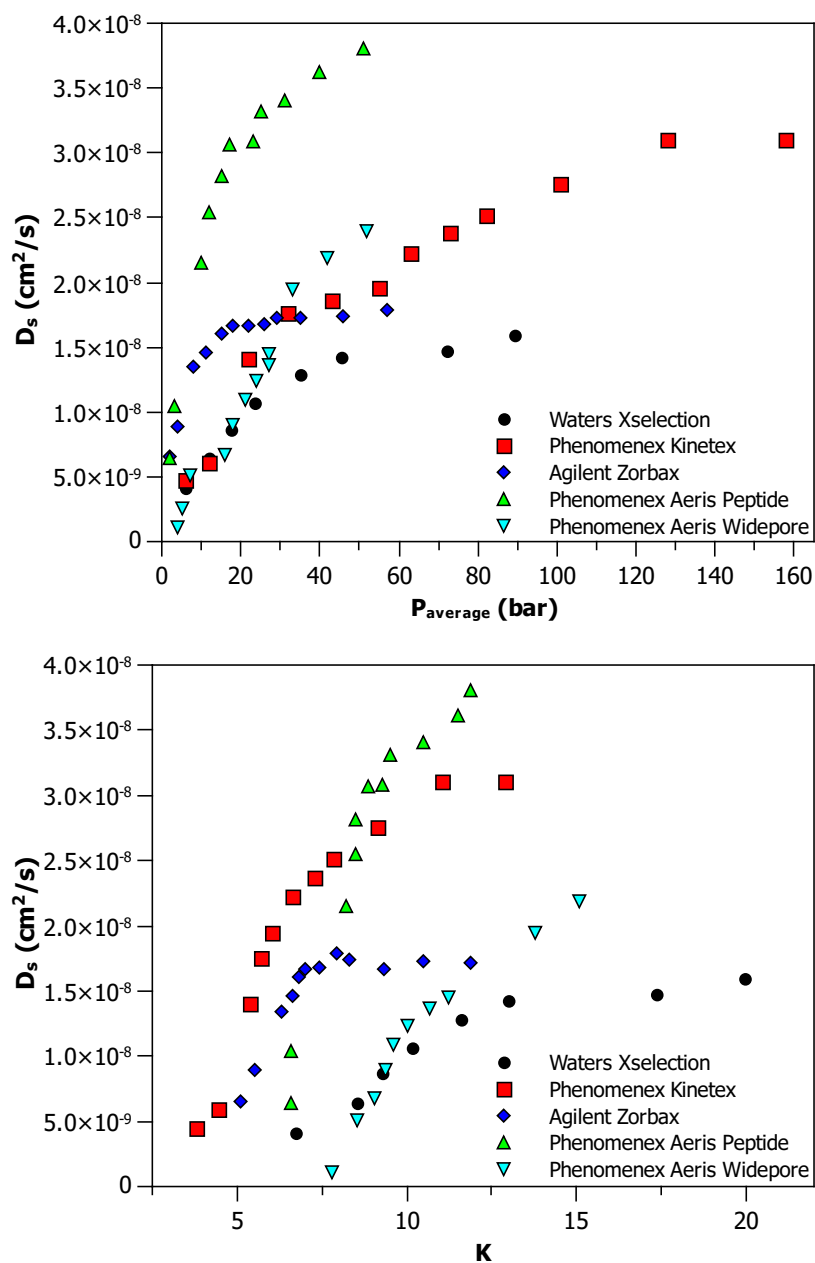 4.0×10⁻⁸
3.5×10⁻⁸
3.0×10⁻⁸
2.5×10⁻⁸
2.0×10⁻⁸
1.5×10⁻⁸
1.0×10⁻⁸
5.0×10⁻⁹
0
Dₛ (cm²/s)
Waters Xselection
Phenomenex Kinetex
Agilent Zorbax
Phenomenex Aeris Peptide
Phenomenex Aeris Widepore
0 20 40 60 80 100 120 140 160
P_average (bar)
4.0×10⁻⁸
3.5×10⁻⁸
3.0×10⁻⁸
2.5×10⁻⁸
2.0×10⁻⁸
1.5×10⁻⁸
1.0×10⁻⁸
5.0×10⁻⁹
0
Dₛ (cm²/s)
Waters Xselection
Phenomenex Kinetex
Agilent Zorbax
Phenomenex Aeris Peptide
Phenomenex Aeris Widepore
5 10 15 20
K